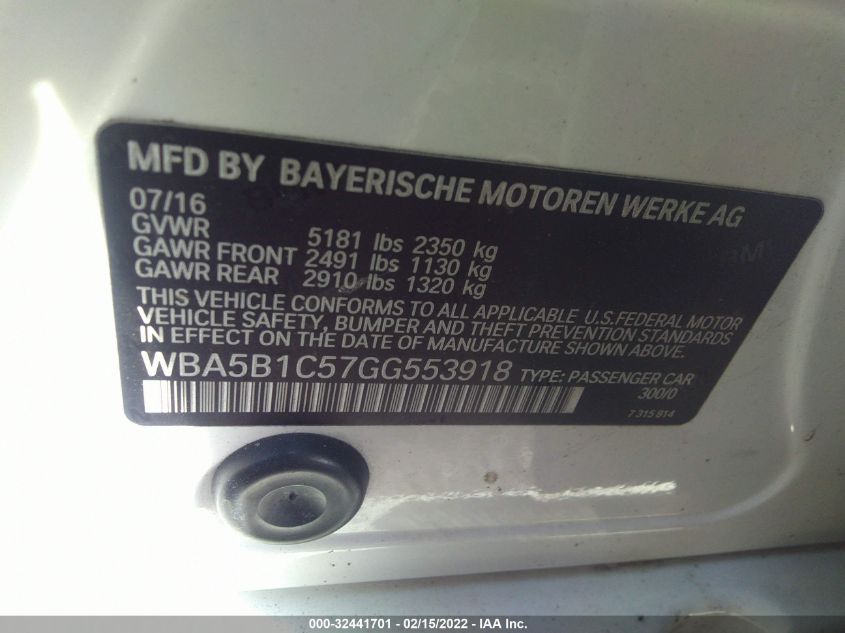 MFD BY BAYERISCHE MOTOREN WERKE AG
07/16
GVWR 5181 lbs 2350 kg
GAWR FRONT 2491 lbs 1130 kg
GAWR REAR 2910 lbs 1320 kg
THIS VEHICLE CONFORMS TO ALL APPLICABLE U.S.FEDERAL MOTOR
VEHICLE SAFETY, BUMPER AND THEFT PREVENTION STANDARDS
IN EFFECT ON THE DATE OF MANUFACTURE SHOWN ABOVE.
WBA5B1C57GG553918 TYPE: PASSENGER CAR
300/0
7 315 814
000-32441701 - 02/15/2022 - IAA Inc.